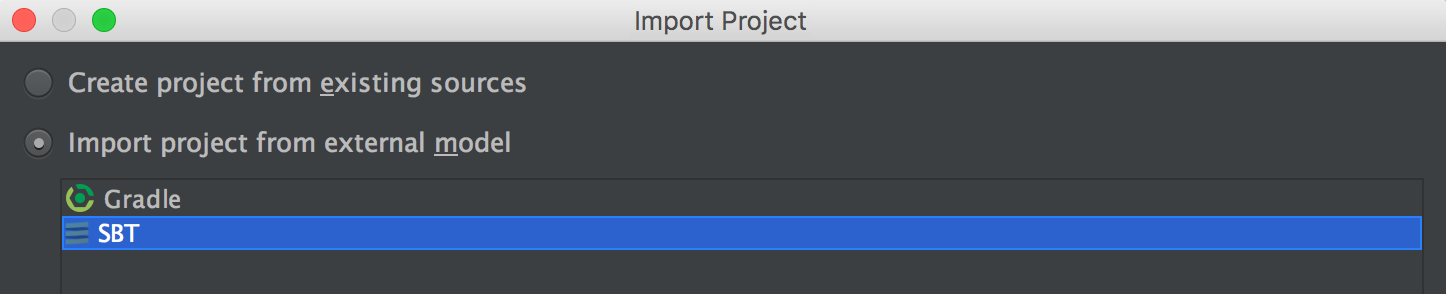 Import Project
Create project from existing sources
Import project from external model
Gradle
SBT